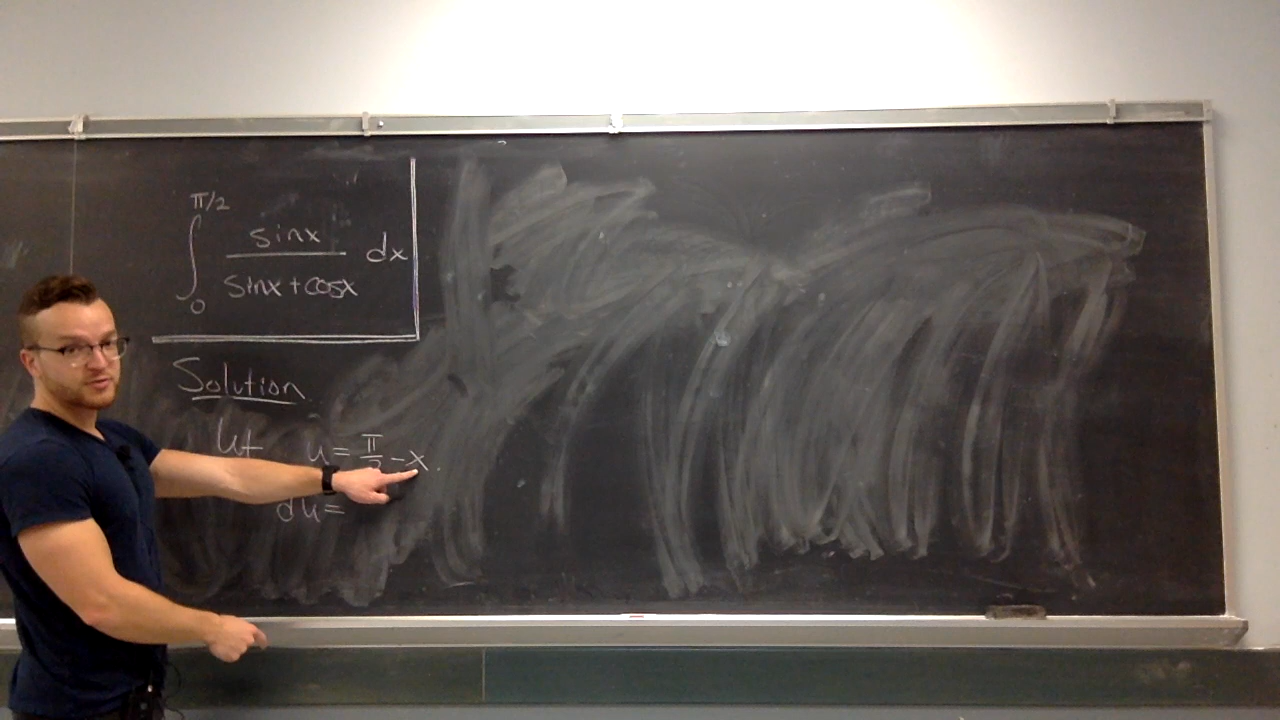 ∫₀^π/2 sinx / (sinx + cosx) dx
Solution
Let u = π/2 - x.
du =